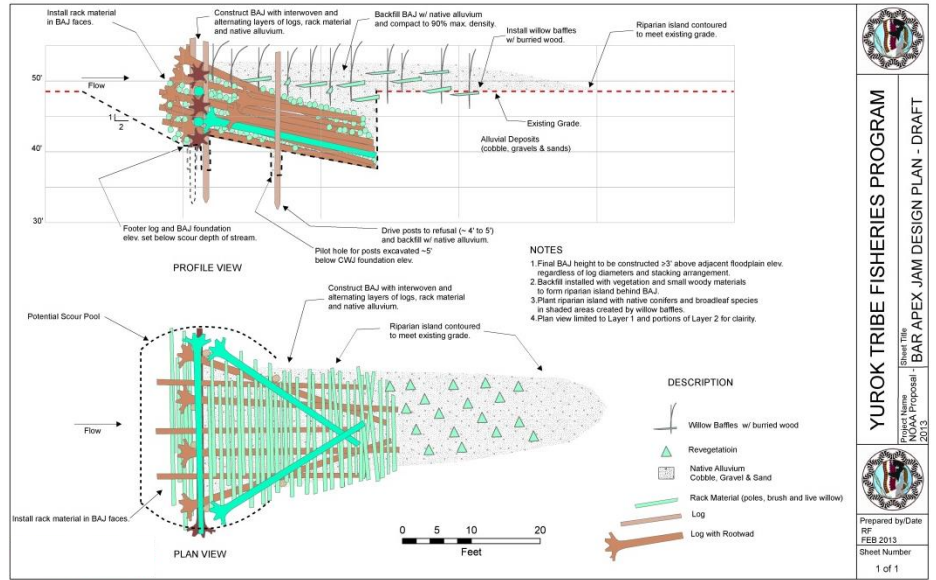 Install rack material
in BAJ faces.
Construct BAJ with interwoven and
alternating layers of logs, rack material
and native alluvium.
Backfill BAJ w/ native alluvium
and compact to 90% max. density.
Install willow baffles
w/ burried wood.
Riparian island contoured
to meet existing grade.
50'
Flow
1
2
40'
30'
Existing Grade.
Alluvial Deposits
(cobble, gravels & sands)
Footer log and BAJ foundation
elev. set below scour depth of stream.
Drive posts to refusal (~ 4' to 5')
and backfill w/ native alluvium.
Pilot hole for posts excavated ~5'
below CWJ foundation elev.
PROFILE VIEW
NOTES
1. Final BAJ height to be constructed >3' above adjacent floodplain elev.
regardless of log diameters and stacking arrangement.
2. Backfill installed with vegetation and small woody materials
to form riparian island behind BAJ.
3. Plant riparian island with native conifers and broadleaf species
in shaded areas created by willow baffles.
4. Plan view limited to Layer 1 and portions of Layer 2 for clairity.
Construct BAJ with interwoven and
alternating layers of logs, rack material
and native alluvium.
Potential Scour Pool
Riparian island contoured
to meet existing grade.
Flow
Install rack material in BAJ faces.
PLAN VIEW
0 5 10 20
Feet
DESCRIPTION
Willow Baffles w/ burried wood
Revegetatioin
Native Alluvium
Cobble, Gravel & Sand
Rack Material (poles, brush and live willow)
Log
Log with Rootwad
YUROK TRIBE FISHERIES PROGRAM
Sheet Title
BAR APEX JAM DESIGN PLAN - DRAFT
Project Name
NOAA Proposal -
2013
Prepared by/Date
RF
FEB 2013
Sheet Number
1 of 1